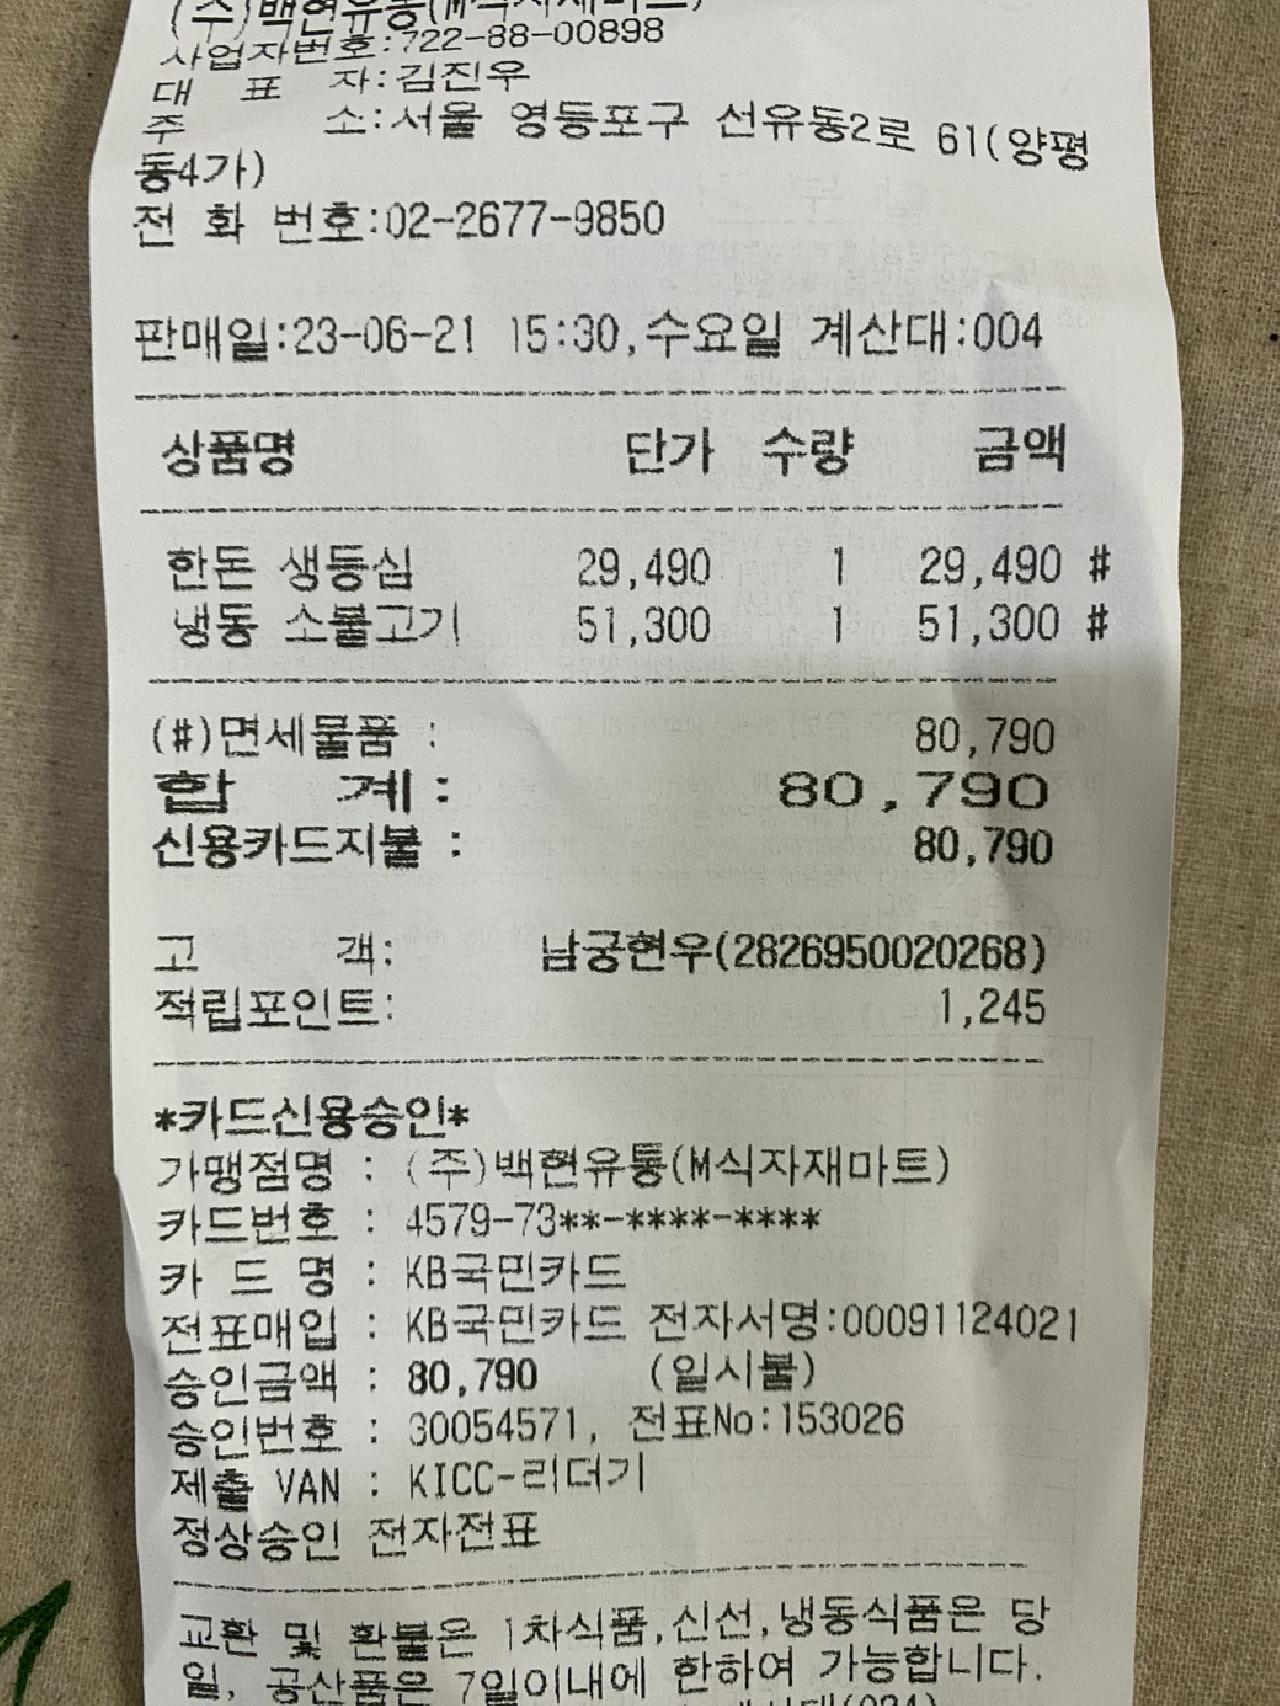 (주)백현유통(M식자재마트)
사업자번호:722-88-00898
대 표 자:김진우
주 소:서울 영등포구 선유동2로 61(양평
동4가)
전 화 번호:02-2677-9850
판매일:23-06-21 15:30,수요일 계산대:004
상품명 단가 수량 금액
한돈 생등심 29,490 1 29,490 #
냉동 소불고기 51,300 1 51,300 #
(#)면세물품 : 80,790
합 계 : 80,790
신용카드지불 : 80,790
고 객: 남궁현우(2826950020268)
적립포인트: 1,245
*카드신용승인*
가맹점명 : (주)백현유통(M식자재마트)
카드번호 : 4579-73**-****-****
카 드 명 : KB국민카드
전표매입 : KB국민카드 전자서명:00091124021
승인금액 : 80,790 (일시불)
승인번호 : 30054571, 전표No:153026
제출 VAN : KICC-리더기
정상승인 전자전표
교환 및 환불은 1차식품,신선,냉동식품은 당
일, 공산품은 7일이내에 한하여 가능합니다.